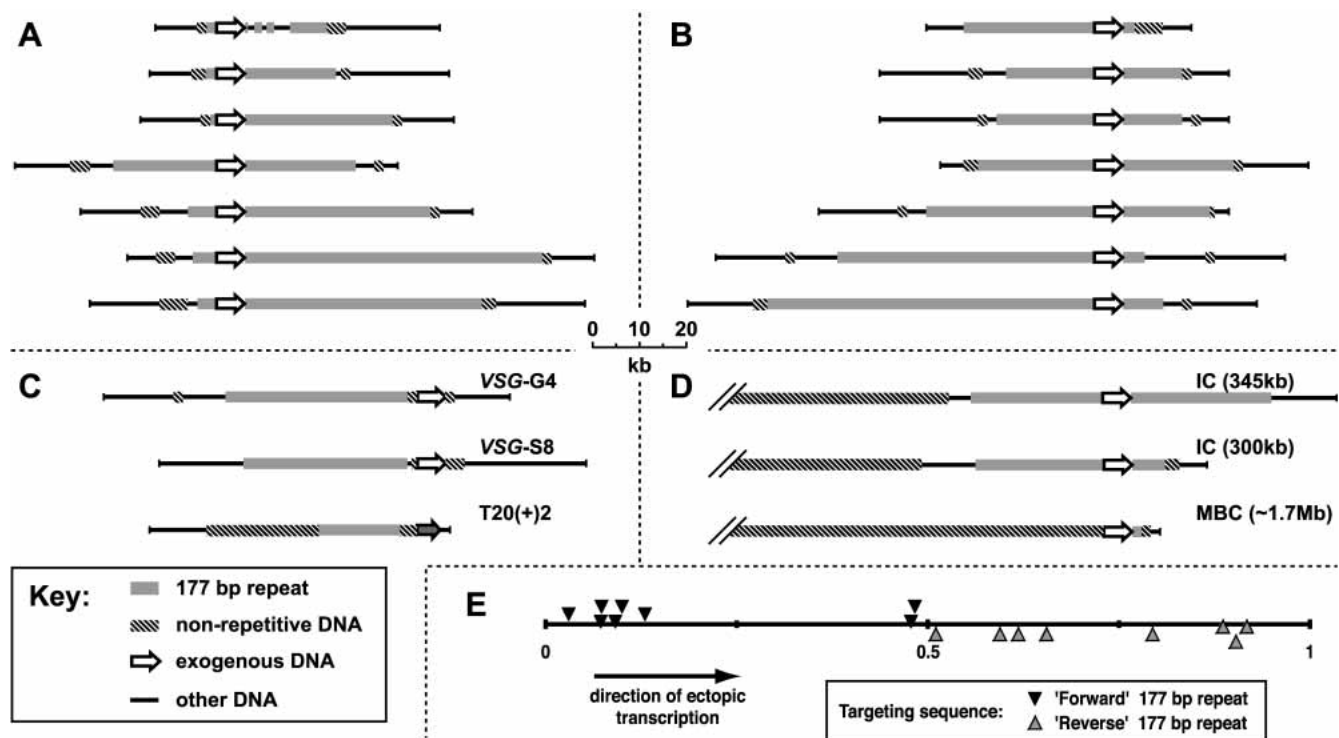 A
B
0 10 20
kb
C
VSG-G4
VSG-S8
T20(+)2
D
IC (345kb)
IC (300kb)
MBC (~1.7Mb)
Key:
177 bp repeat
non-repetitive DNA
exogenous DNA
other DNA
E
0 0.5 1
direction of ectopic
transcription
Targeting sequence:
'Forward' 177 bp repeat
'Reverse' 177 bp repeat